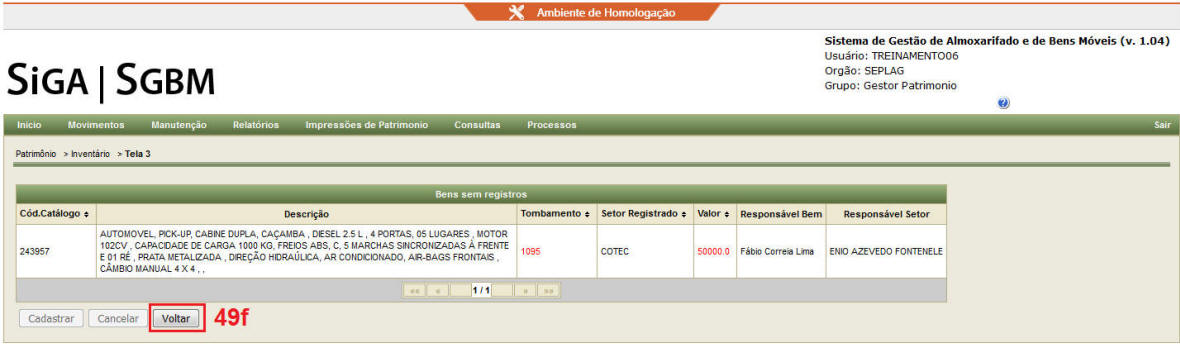 Ambiente de Homologação
Sistema de Gestão de Almoxarifado e de Bens Móveis (v. 1.04)
Usuário: TREINAMENTO06
Orgão: SEPLAG
Grupo: Gestor Patrimonio
SiGA | SGBM
Inicio Movimentos Manutenção Relatórios Impressões de Patrimonio Consultas Processos Sair
Patrimônio > Inventário > Tela 3
Bens sem registros
Cód.Catálogo Descrição Tombamento Setor Registrado Valor Responsável Bem Responsável Setor
AUTOMOVEL, PICK-UP, CABINE DUPLA, CAÇAMBA , DIESEL 2.5 L , 4 PORTAS, 05 LUGARES , MOTOR
243957 102CV , CAPACIDADE DE CARGA 1000 KG, FREIOS ABS, C, 5 MARCHAS SINCRONIZADAS À FRENTE 1095 COTEC 50000.0 Fábio Correia Lima ENIO AZEVEDO FONTENELE
E 01 RÉ , PRATA METALIZADA , DIREÇÃO HIDRAÚLICA, AR CONDICIONADO, AIR-BAGS FRONTAIS ,
CÂMBIO MANUAL 4 X 4 , ,
«« « 1 / 1 » »»
Cadastrar Cancelar Voltar 49f